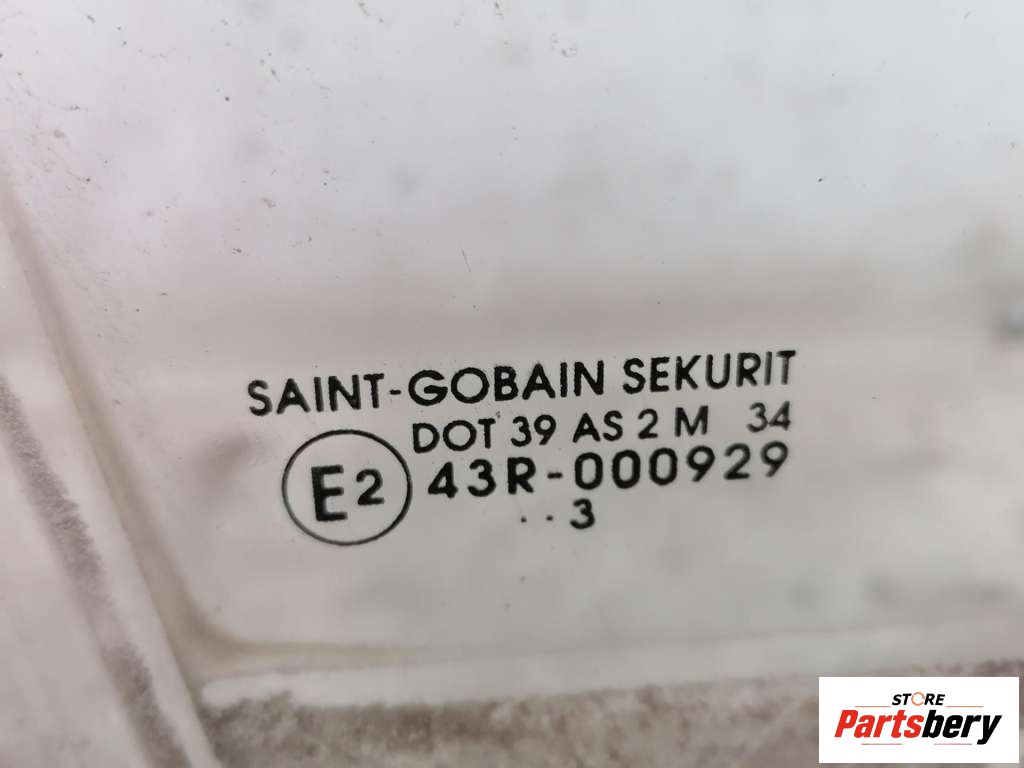 SAINT-GOBAIN SEKURIT
DOT 39 AS 2 M 34
E2 43R-000929
..3
STORE
Partsbery